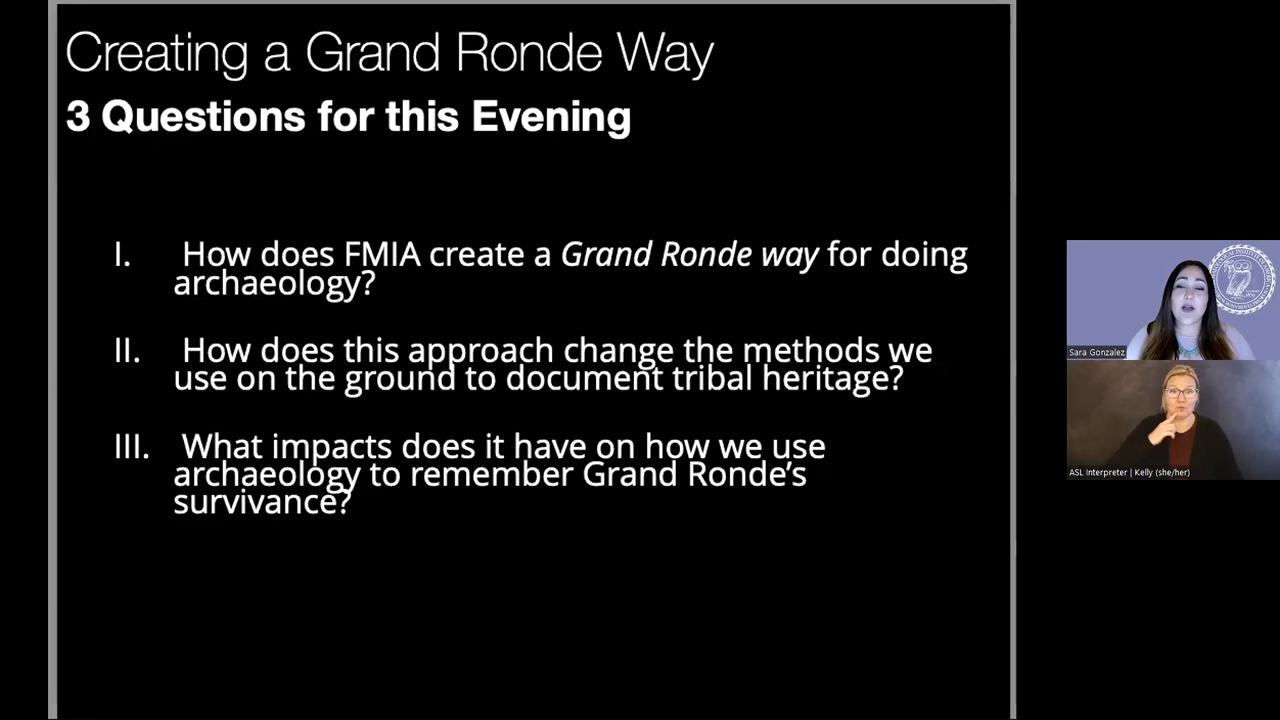 Creating a Grand Ronde Way
3 Questions for this Evening
I. How does FMIA create a Grand Ronde way for doing
archaeology?
II. How does this approach change the methods we
use on the ground to document tribal heritage?
III. What impacts does it have on how we use
archaeology to remember Grand Ronde’s
survivance?
Sara Gonzalez
ASL Interpreter | Kelly (she/her)